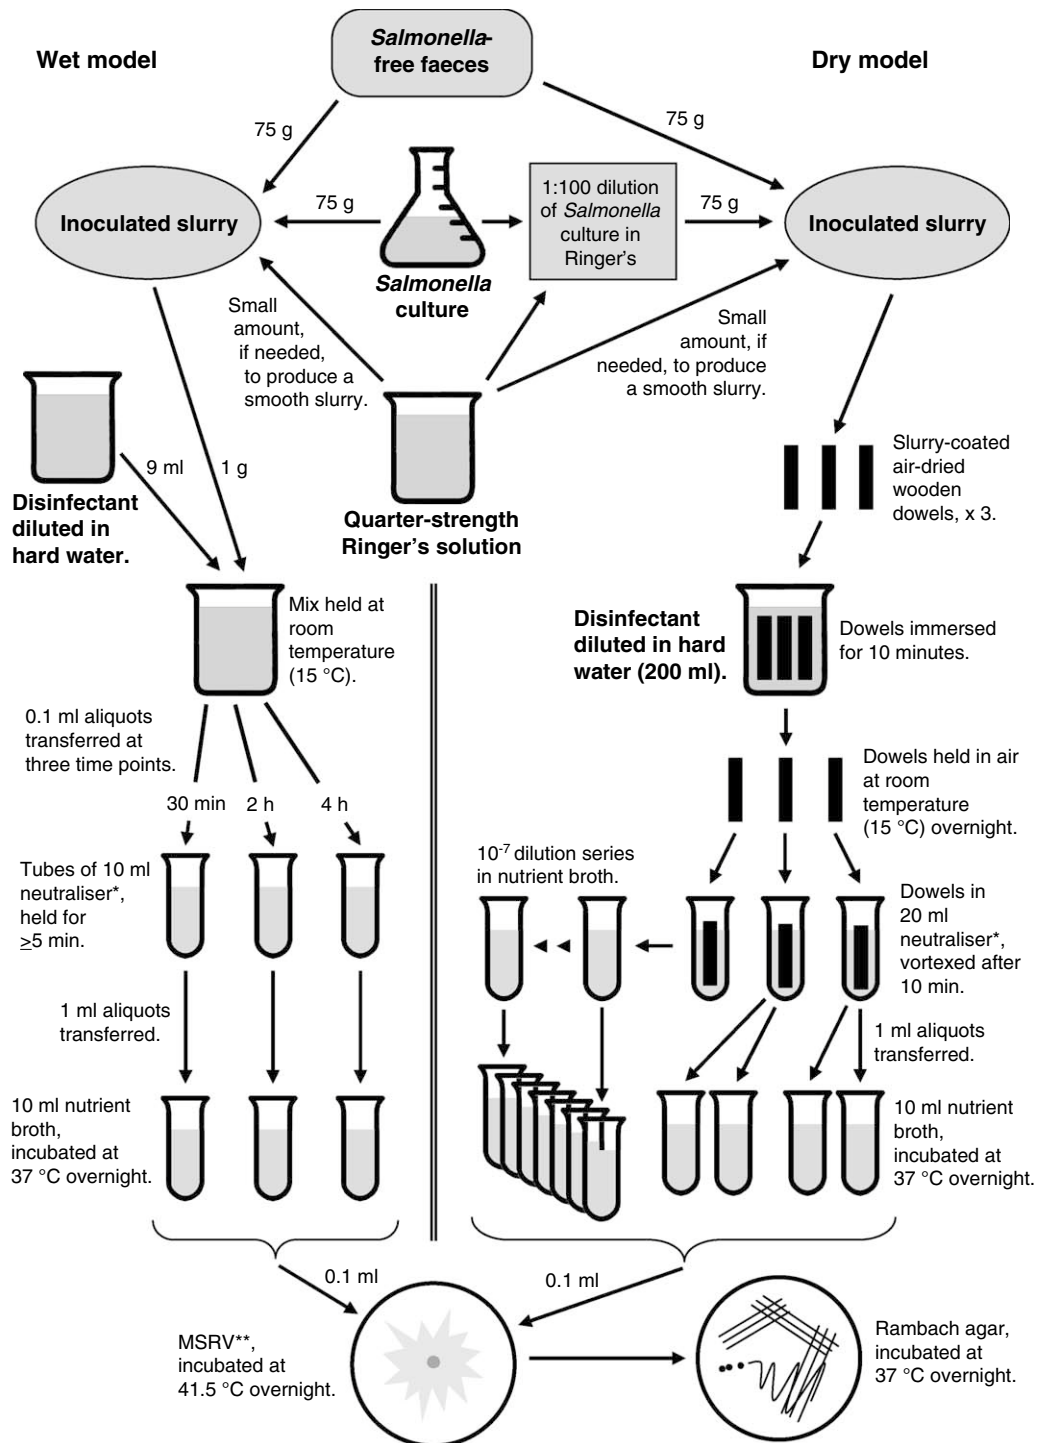 Wet model
Salmonella-
free faeces
Dry model
75 g
75 g
Inoculated slurry
75 g
1:100 dilution
of Salmonella
culture in
Ringer's
75 g
Inoculated slurry
Salmonella
culture
Small
amount,
if needed,
to produce a
smooth slurry.
Small
amount, if
needed, to produce
a smooth slurry.
9 ml
1 g
Disinfectant
diluted in
hard water.
Quarter-strength
Ringer's solution
Slurry-coated
air-dried
wooden
dowels, x 3.
Mix held at
room
temperature
(15 °C).
Disinfectant
diluted in hard
water (200 ml).
Dowels immersed
for 10 minutes.
0.1 ml aliquots
transferred at
three time points.
30 min
2 h
4 h
Dowels held in air
at room
temperature
(15 °C) overnight.
Tubes of 10 ml
neutraliser*,
held for
≥5 min.
10-7 dilution series
in nutrient broth.
Dowels in
20 ml
neutraliser*,
vortexed after
10 min.
1 ml aliquots
transferred.
1 ml aliquots
transferred.
10 ml nutrient
broth,
incubated at
37 °C overnight.
10 ml nutrient
broth,
incubated at
37 °C overnight.
0.1 ml
0.1 ml
MSRV**,
incubated at
41.5 °C overnight.
Rambach agar,
incubated at
37 °C overnight.